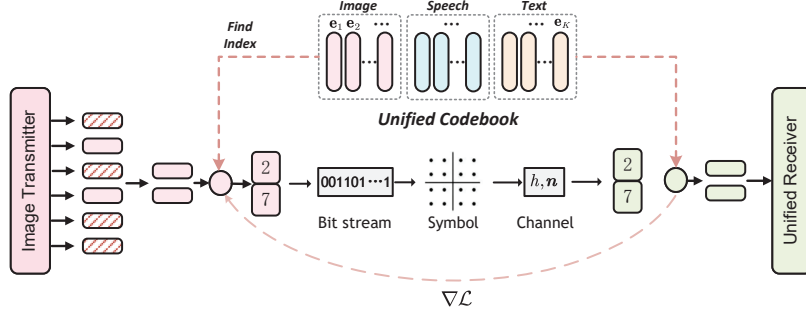 Image Speech Text
Find
Index
e₁ e₂ ··· ··· e_K
··· ··· ···
Unified Codebook
Image Transmitter
2
7
001101···1
h, n
2
7
Unified Receiver
Bit stream Symbol Channel
∇ℒ